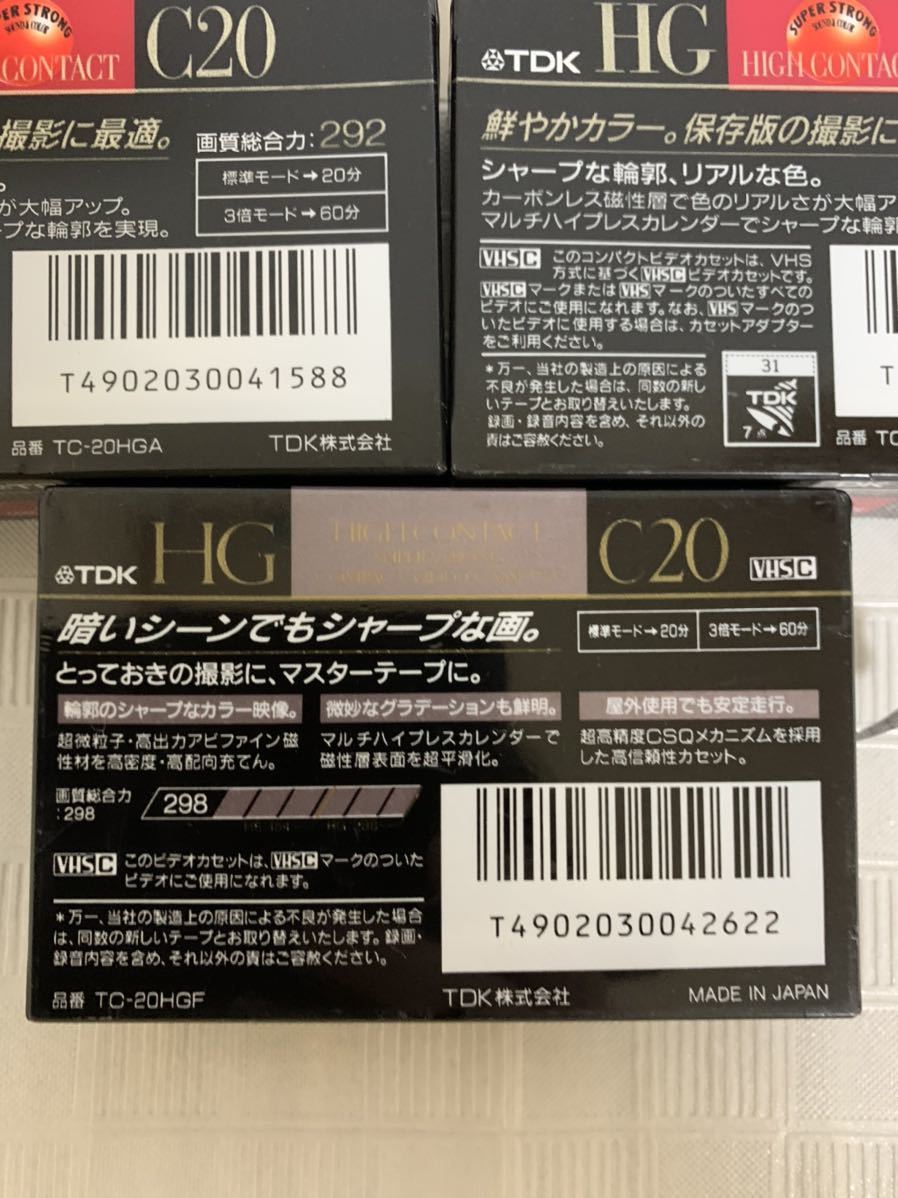 SUPER STRONG
SOUND & COLOR
CONTACT C20
撮影に最適。
画質総合力:292
標準モード→20分
3倍モード→60分
が大幅アップ。
プな輪郭を実現。
T4902030041588
品番 TC-20HGA TDK株式会社
SUPER STRONG
SOUND & COLOR
TDK HG HIGH CONTAC
鮮やかカラー。保存版の撮影に
シャープな輪郭、リアルな色。
カーボンレス磁性層で色のリアルさが大幅ア
マルチハイプレスカレンダーでシャープな輪郭
VHSC このコンパクトビデオカセットは、VHS
方式に基づくVHSCビデオカセットです。
VHSCマークまたはVHSマークのついたすべての
ビデオにご使用になれます。なお、VHSマークのつ
いたビデオに使用する場合は、カセットアダプター
をご利用ください。
*万一、当社の製造上の原因による
不良が発生した場合は、同数の新し
いテープとお取り替えいたします。
録画・録音内容を含め、それ以外の
責はご容赦ください。
31
TDK
7点
T
品番 TC
TDK HG HIGH CONTACT C20 VHSC
暗いシーンでもシャープな画。
標準モード→20分 3倍モード→60分
とっておきの撮影に、マスターテープに。
輪郭のシャープなカラー映像。
超微粒子・高出力アビファイン磁
性材を高密度・高配向充てん。
微妙なグラデーションも鮮明。
マルチハイプレスカレンダーで
磁性層表面を超平滑化。
屋外使用でも安定走行。
超高精度CSQメカニズムを採用
した高信頼性カセット。
画質総合力
:298
298
VHSC このビデオカセットは、VHSCマークのついた
ビデオにご使用になれます。
*万一、当社の製造上の原因による不良が発生した場合
は、同数の新しいテープとお取り替えいたします。録画・
録音内容を含め、それ以外の責はご容赦ください。
T4902030042622
品番 TC-20HGF TDK株式会社 MADE IN JAPAN